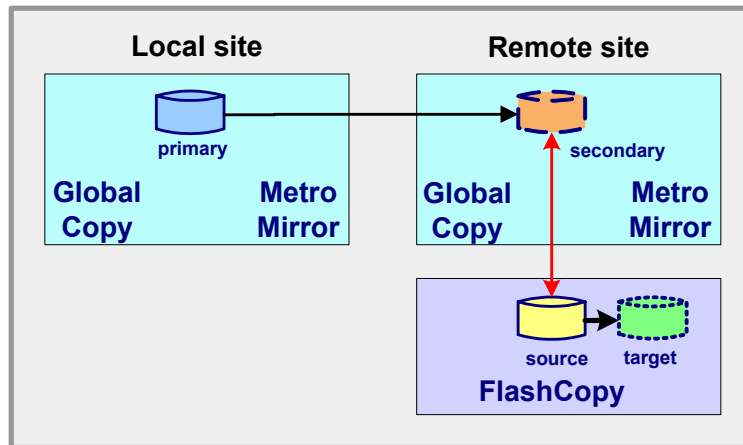 Local site
Remote site
primary
secondary
Global
Copy
Metro
Mirror
Global
Copy
Metro
Mirror
source
target
FlashCopy